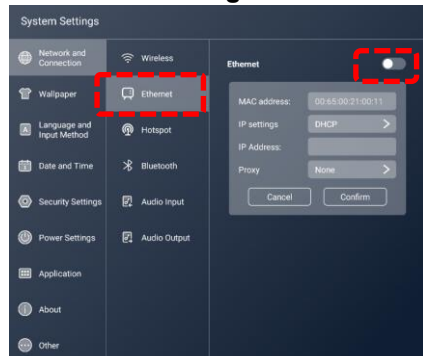 System Settings
Network and
Connection
Wallpaper
Language and
Input Method
Date and Time
Security Settings
Power Settings
Application
About
Other
Wireless
Ethernet
Hotspot
Bluetooth
Audio Input
Audio Output
Ethernet
MAC address: 00:65:00:21:00:11
IP settings DHCP >
IP Address:
Proxy None >
Cancel Confirm